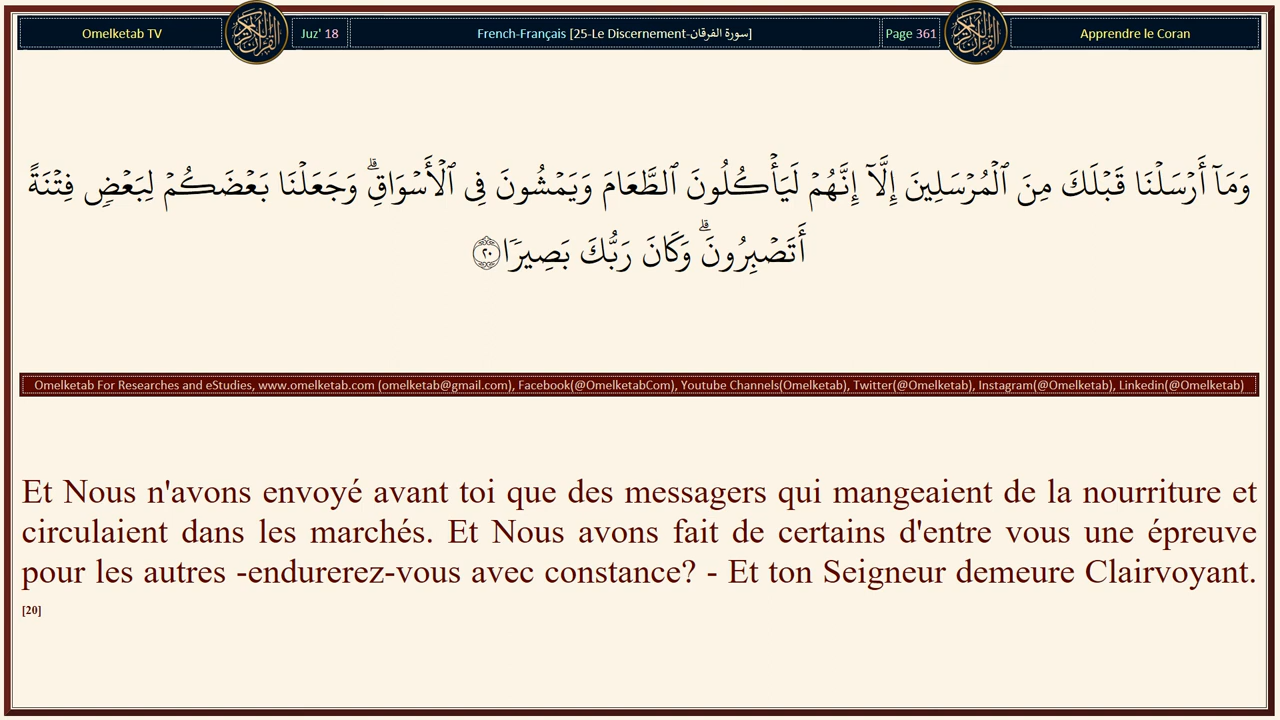 Omelketab TV
Juz' 18
French-Français [25-Le Discernement-سورة الفرقان]
Page 361
Apprendre le Coran
وَمَآ أَرۡسَلۡنَا قَبۡلَكَ مِنَ ٱلۡمُرۡسَلِينَ إِلَّآ إِنَّهُمۡ لَيَأۡكُلُونَ ٱلطَّعَامَ وَيَمۡشُونَ فِي ٱلۡأَسۡوَاقِۗ وَجَعَلۡنَا بَعۡضَكُمۡ لِبَعۡضٖ فِتۡنَةً
أَتَصۡبِرُونَۗ وَكَانَ رَبُّكَ بَصِيرٗا ٢٠
Omelketab For Researches and eStudies, www.omelketab.com (omelketab@gmail.com), Facebook(@OmelketabCom), Youtube Channels(Omelketab), Twitter(@Omelketab), Instagram(@Omelketab), Linkedin(@Omelketab)
Et Nous n'avons envoyé avant toi que des messagers qui mangeaient de la nourriture et
circulaient dans les marchés. Et Nous avons fait de certains d'entre vous une épreuve
pour les autres -endurerez-vous avec constance? - Et ton Seigneur demeure Clairvoyant.
[20]